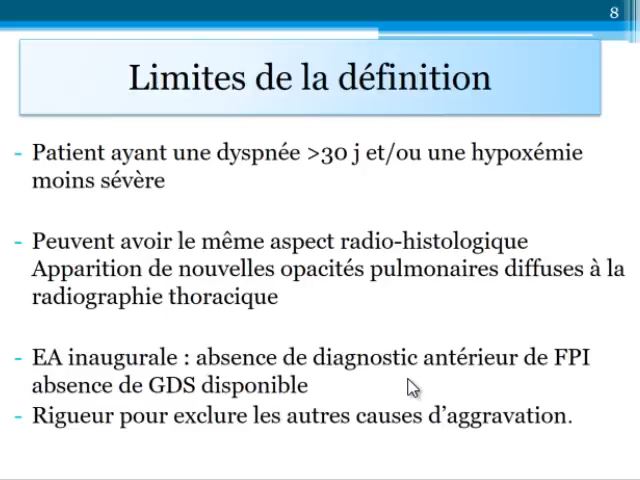 8
Limites de la définition
- Patient ayant une dyspnée >30 j et/ou une hypoxémie
moins sévère
- Peuvent avoir le même aspect radio-histologique
Apparition de nouvelles opacités pulmonaires diffuses à la
radiographie thoracique
- EA inaugurale : absence de diagnostic antérieur de FPI
absence de GDS disponible
- Rigueur pour exclure les autres causes d’aggravation.